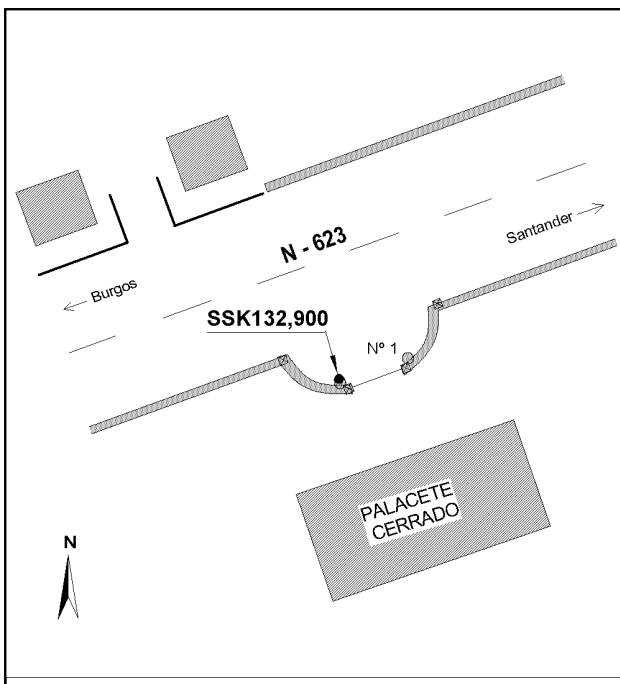 N - 623
Santander
Burgos
SSK132,900
Nº 1
PALACETE
CERRADO
N